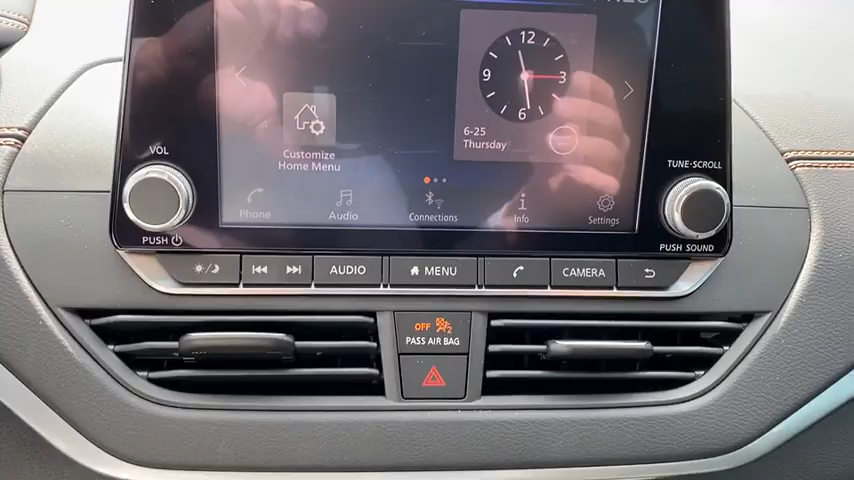 12
9
3
6
6-25
Thursday
Customize
Home Menu
Phone
Audio
Connections
Info
Settings
VOL
PUSH
TUNE·SCROLL
PUSH SOUND
AUDIO
MENU
CAMERA
OFF
2
PASS AIR BAG